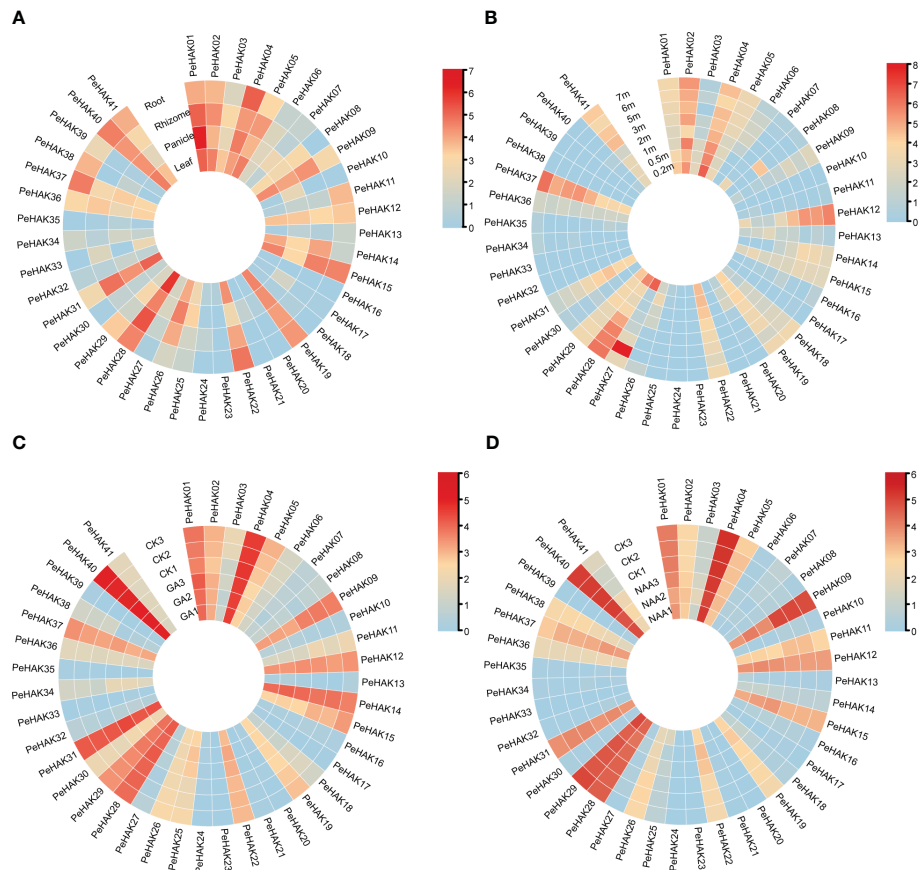 A
PeHAK01
PeHAK02
PeHAK03
PeHAK04
PeHAK05
PeHAK06
PeHAK07
PeHAK08
PeHAK09
PeHAK10
PeHAK11
PeHAK12
PeHAK13
PeHAK14
PeHAK15
PeHAK16
PeHAK17
PeHAK18
PeHAK19
PeHAK20
PeHAK21
PeHAK22
PeHAK23
PeHAK24
PeHAK25
PeHAK26
PeHAK27
PeHAK28
PeHAK29
PeHAK30
PeHAK31
PeHAK32
PeHAK33
PeHAK34
PeHAK35
PeHAK36
PeHAK37
PeHAK38
PeHAK39
PeHAK40
PeHAK41
Root
Rhizome
Panicle
Leaf
7
6
5
4
3
2
1
0
B
PeHAK01
PeHAK02
PeHAK03
PeHAK04
PeHAK05
PeHAK06
PeHAK07
PeHAK08
PeHAK09
PeHAK10
PeHAK11
PeHAK12
PeHAK13
PeHAK14
PeHAK15
PeHAK16
PeHAK17
PeHAK18
PeHAK19
PeHAK20
PeHAK21
PeHAK22
PeHAK23
PeHAK24
PeHAK25
PeHAK26
PeHAK27
PeHAK28
PeHAK29
PeHAK30
PeHAK31
PeHAK32
PeHAK33
PeHAK34
PeHAK35
PeHAK36
PeHAK37
PeHAK38
PeHAK39
PeHAK40
PeHAK41
7m
6m
5m
3m
2m
1m
0.5m
0.2m
8
7
6
5
4
3
2
1
0
C
PeHAK01
PeHAK02
PeHAK03
PeHAK04
PeHAK05
PeHAK06
PeHAK07
PeHAK08
PeHAK09
PeHAK10
PeHAK11
PeHAK12
PeHAK13
PeHAK14
PeHAK15
PeHAK16
PeHAK17
PeHAK18
PeHAK19
PeHAK20
PeHAK21
PeHAK22
PeHAK23
PeHAK24
PeHAK25
PeHAK26
PeHAK27
PeHAK28
PeHAK29
PeHAK30
PeHAK31
PeHAK32
PeHAK33
PeHAK34
PeHAK35
PeHAK36
PeHAK37
PeHAK38
PeHAK39
PeHAK40
PeHAK41
CK3
CK2
CK1
GA3
GA2
GA1
6
5
4
3
2
1
0
D
PeHAK01
PeHAK02
PeHAK03
PeHAK04
PeHAK05
PeHAK06
PeHAK07
PeHAK08
PeHAK09
PeHAK10
PeHAK11
PeHAK12
PeHAK13
PeHAK14
PeHAK15
PeHAK16
PeHAK17
PeHAK18
PeHAK19
PeHAK20
PeHAK21
PeHAK22
PeHAK23
PeHAK24
PeHAK25
PeHAK26
PeHAK27
PeHAK28
PeHAK29
PeHAK30
PeHAK31
PeHAK32
PeHAK33
PeHAK34
PeHAK35
PeHAK36
PeHAK37
PeHAK38
PeHAK39
PeHAK40
PeHAK41
CK3
CK2
CK1
NAA3
NAA2
NAA1
6
5
4
3
2
1
0